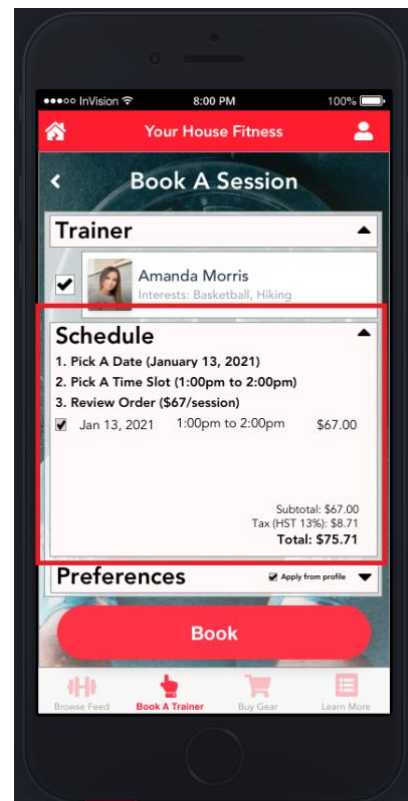 InVision 8:00 PM 100%
Your House Fitness
Book A Session
Trainer
Amanda Morris
Interests: Basketball, Hiking
Schedule
1. Pick A Date (January 13, 2021)
2. Pick A Time Slot (1:00pm to 2:00pm)
3. Review Order ($67/session)
Jan 13, 2021 1:00pm to 2:00pm $67.00
Subtotal: $67.00
Tax (HST 13%): $8.71
Total: $75.71
Preferences Apply from profile
Book
Browse Feed Book A Trainer Buy Gear Learn More